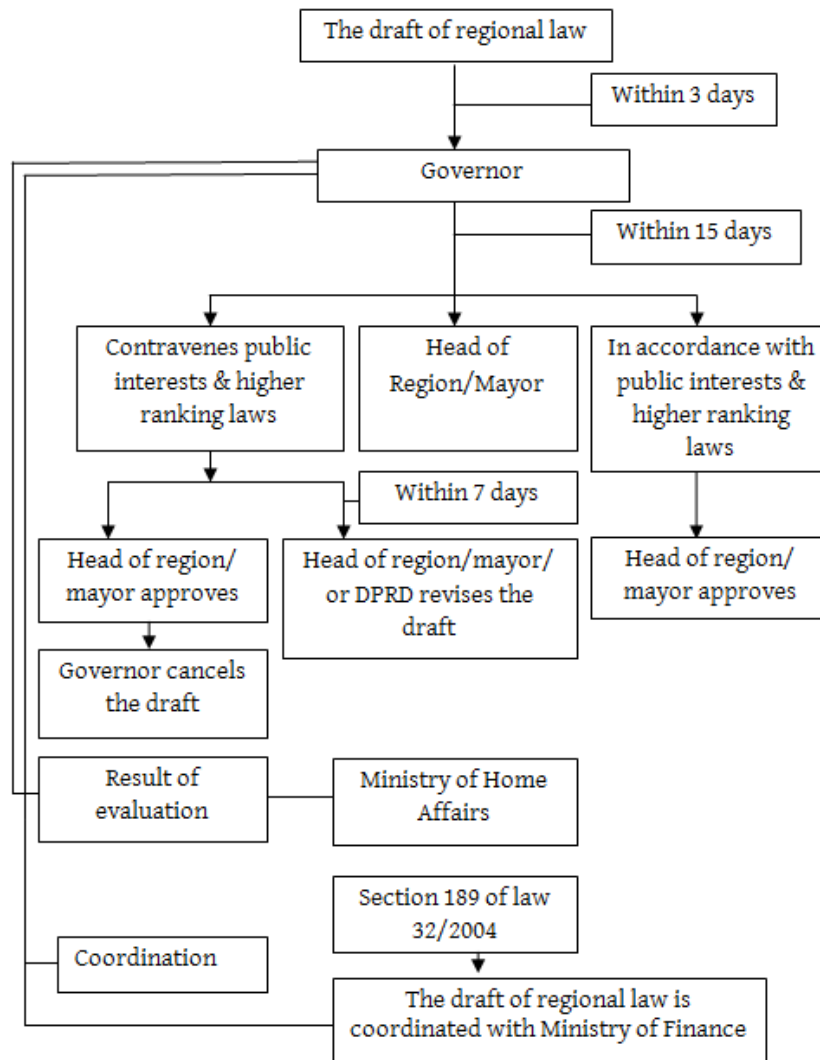 The draft of regional law
Within 3 days
Governor
Within 15 days
Contravenes public
interests & higher
ranking laws
Head of
Region/Mayor
In accordance with
public interests &
higher ranking
laws
Within 7 days
Head of region/
mayor approves
Head of region/mayor/
or DPRD revises the
draft
Head of region/
mayor approves
Governor cancels
the draft
Result of
evaluation
Ministry of Home
Affairs
Section 189 of law
32/2004
Coordination
The draft of regional law is
coordinated with Ministry of Finance